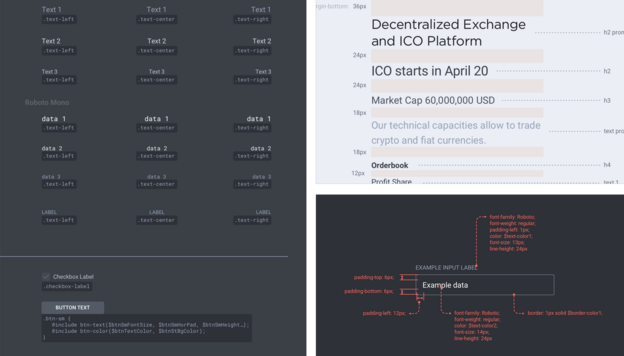 Text 1 Text 1 Text 1
.text-left .text-center .text-right
Text 2 Text 2 Text 2
.text-left .text-center .text-right
Text 3 Text 3 Text 3
.text-left .text-center .text-right
Roboto Mono
data 1 data 1 data 1
.text-left .text-center .text-right
data 2 data 2 data 2
.text-left .text-center .text-right
data 3 data 3 data 3
.text-left .text-center .text-right
LABEL LABEL LABEL
.text-left .text-center .text-right
Checkbox Label
.checkbox-label
BUTTON TEXT
.btn-sm {
#include btn-text($btnSmFontSize, $btnSmHorPad, $btnSmHeight…);
#include btn-color($btnTextColor, $btnStBgColor);
}
rgin-bottom: 36px
Decentralized Exchange
and ICO Platform
h2 pron
24px
ICO starts in April 20
h2
24px
Market Cap 60,000,000 USD
h3
18px
Our technical capacities allow to trade
crypto and fiat currencies.
text pro
18px
Orderbook
h4
12px
Profit Share
text 1
font-family: Roboto;
font-weight: regular;
padding-left: 1px;
color: $text-color1;
font-size: 13px;
line-height: 24px
EXAMPLE INPUT LABEL
padding-top: 6px;
Example data
padding-bottom: 6px;
padding-left: 12px;
font-family: Roboto;
font-weight: regular;
color: $text-color2;
font-size: 14px;
line-height: 24px
border: 1px solid $border-color1;